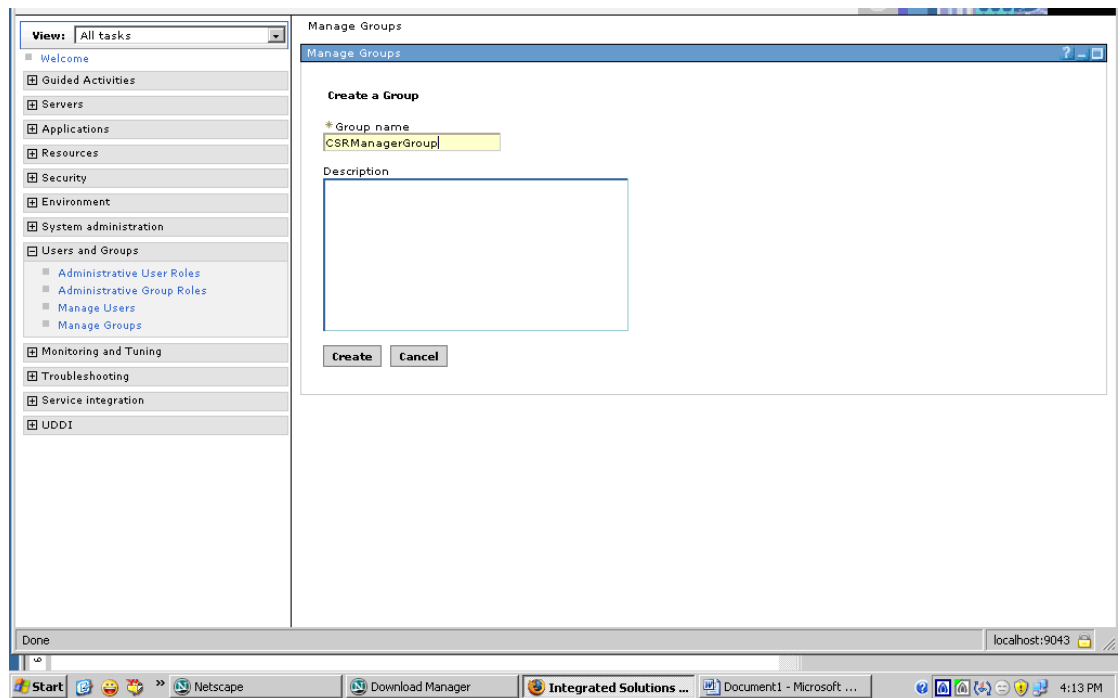 View: All tasks
Welcome
Guided Activities
Servers
Applications
Resources
Security
Environment
System administration
Users and Groups
Administrative User Roles
Administrative Group Roles
Manage Users
Manage Groups
Monitoring and Tuning
Troubleshooting
Service integration
UDDI
Manage Groups
Manage Groups ?
Create a Group
* Group name
CSRManagerGroup
Description
Create Cancel
Done localhost:9043
Start » Netscape Download Manager Integrated Solutions ... Document1 - Microsoft ... 4:13 PM